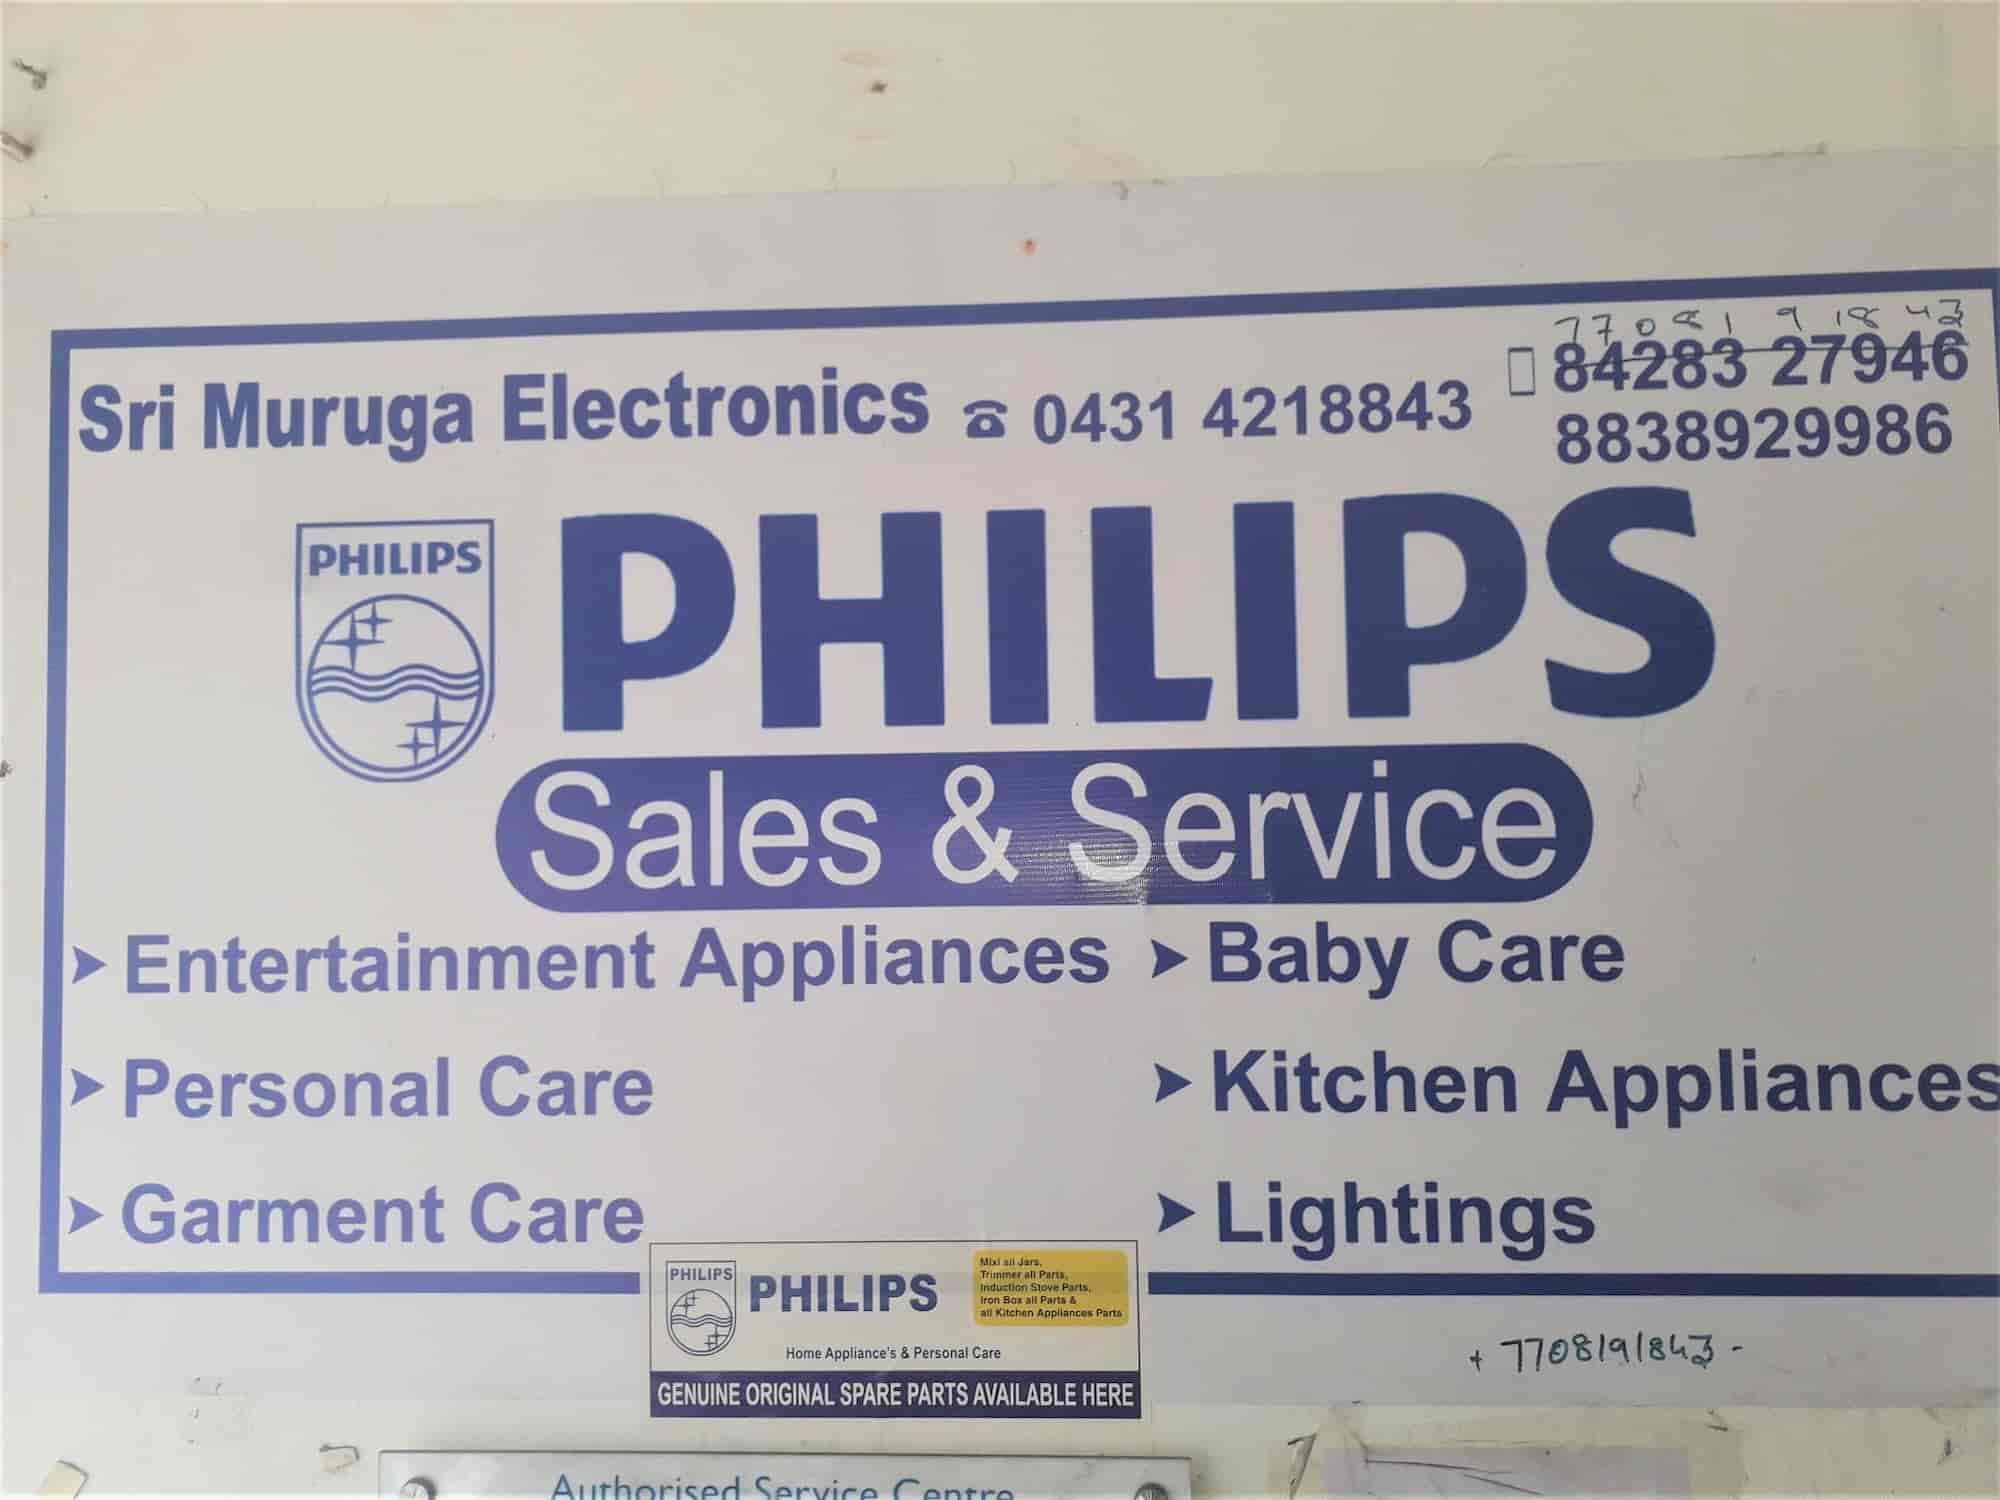 77081 91843
Sri Muruga Electronics 0431 4218843 84283 27946
8838929986
PHILIPS
PHILIPS
Sales & Service
Entertainment Appliances
Baby Care
Personal Care
Kitchen Appliances
Garment Care
Lightings
PHILIPS
PHILIPS
Mixi all Jars,
Trimmer all Parts,
Induction Stove Parts,
Iron Box all Parts &
all Kitchen Appliances Parts
Home Appliance's & Personal Care
GENUINE ORIGINAL SPARE PARTS AVAILABLE HERE
+ 7708191843 -
Authorised Service Centre